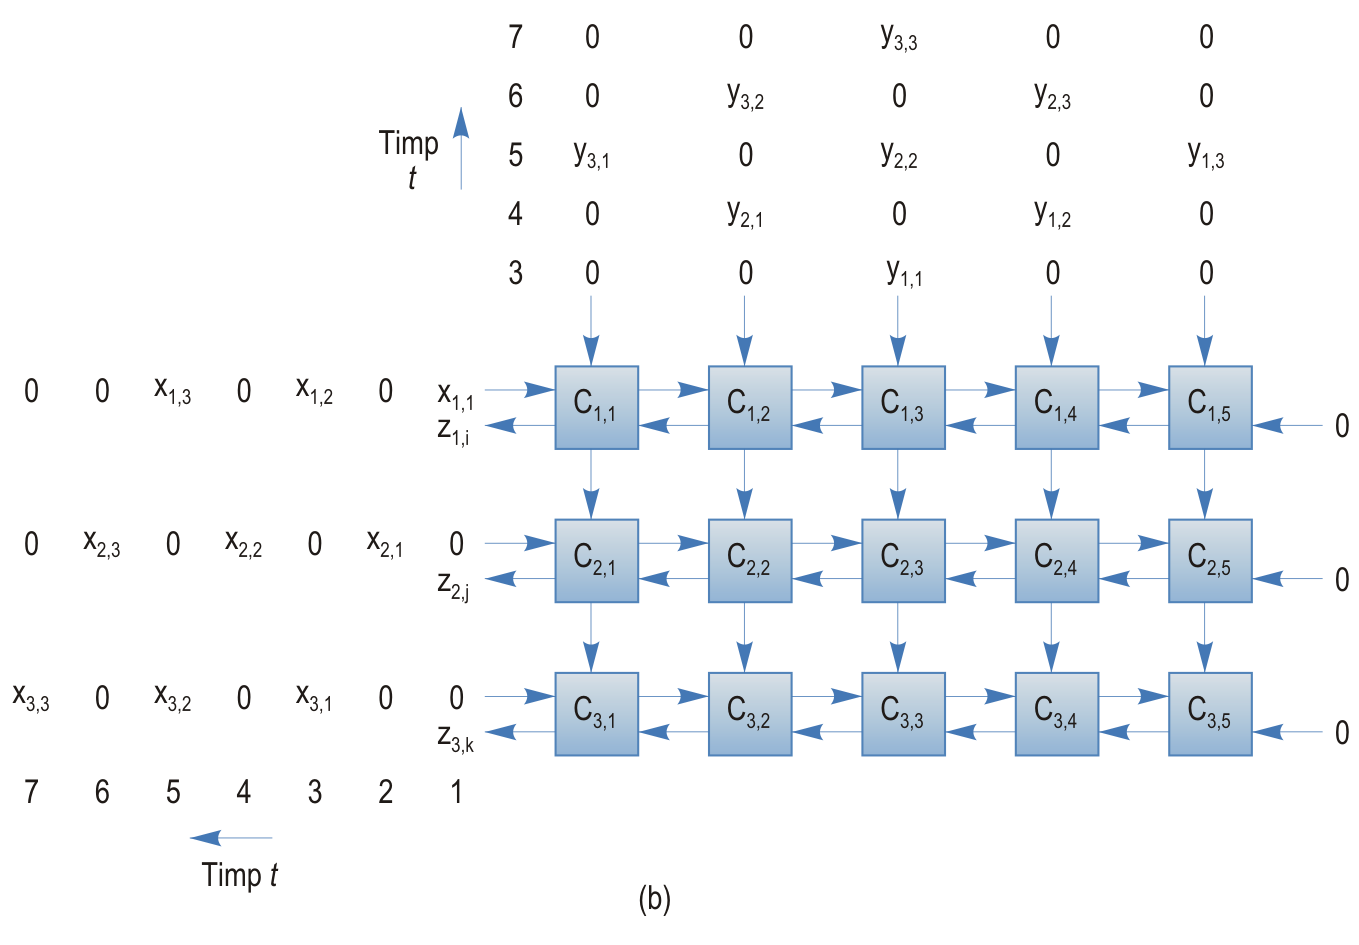 7 0 0 y3,3 0 0
6 0 y3,2 0 y2,3 0
Timp
t
5 y3,1 0 y2,2 0 y1,3
4 0 y2,1 0 y1,2 0
3 0 0 y1,1 0 0
0 0 x1,3 0 x1,2 0 x1,1
z1,i
C1,1 C1,2 C1,3 C1,4 C1,5
0
0 x2,3 0 x2,2 0 x2,1 0
z2,j
C2,1 C2,2 C2,3 C2,4 C2,5
0
x3,3 0 x3,2 0 x3,1 0 0
z3,k
C3,1 C3,2 C3,3 C3,4 C3,5
0
7 6 5 4 3 2 1
Timp t
(b)